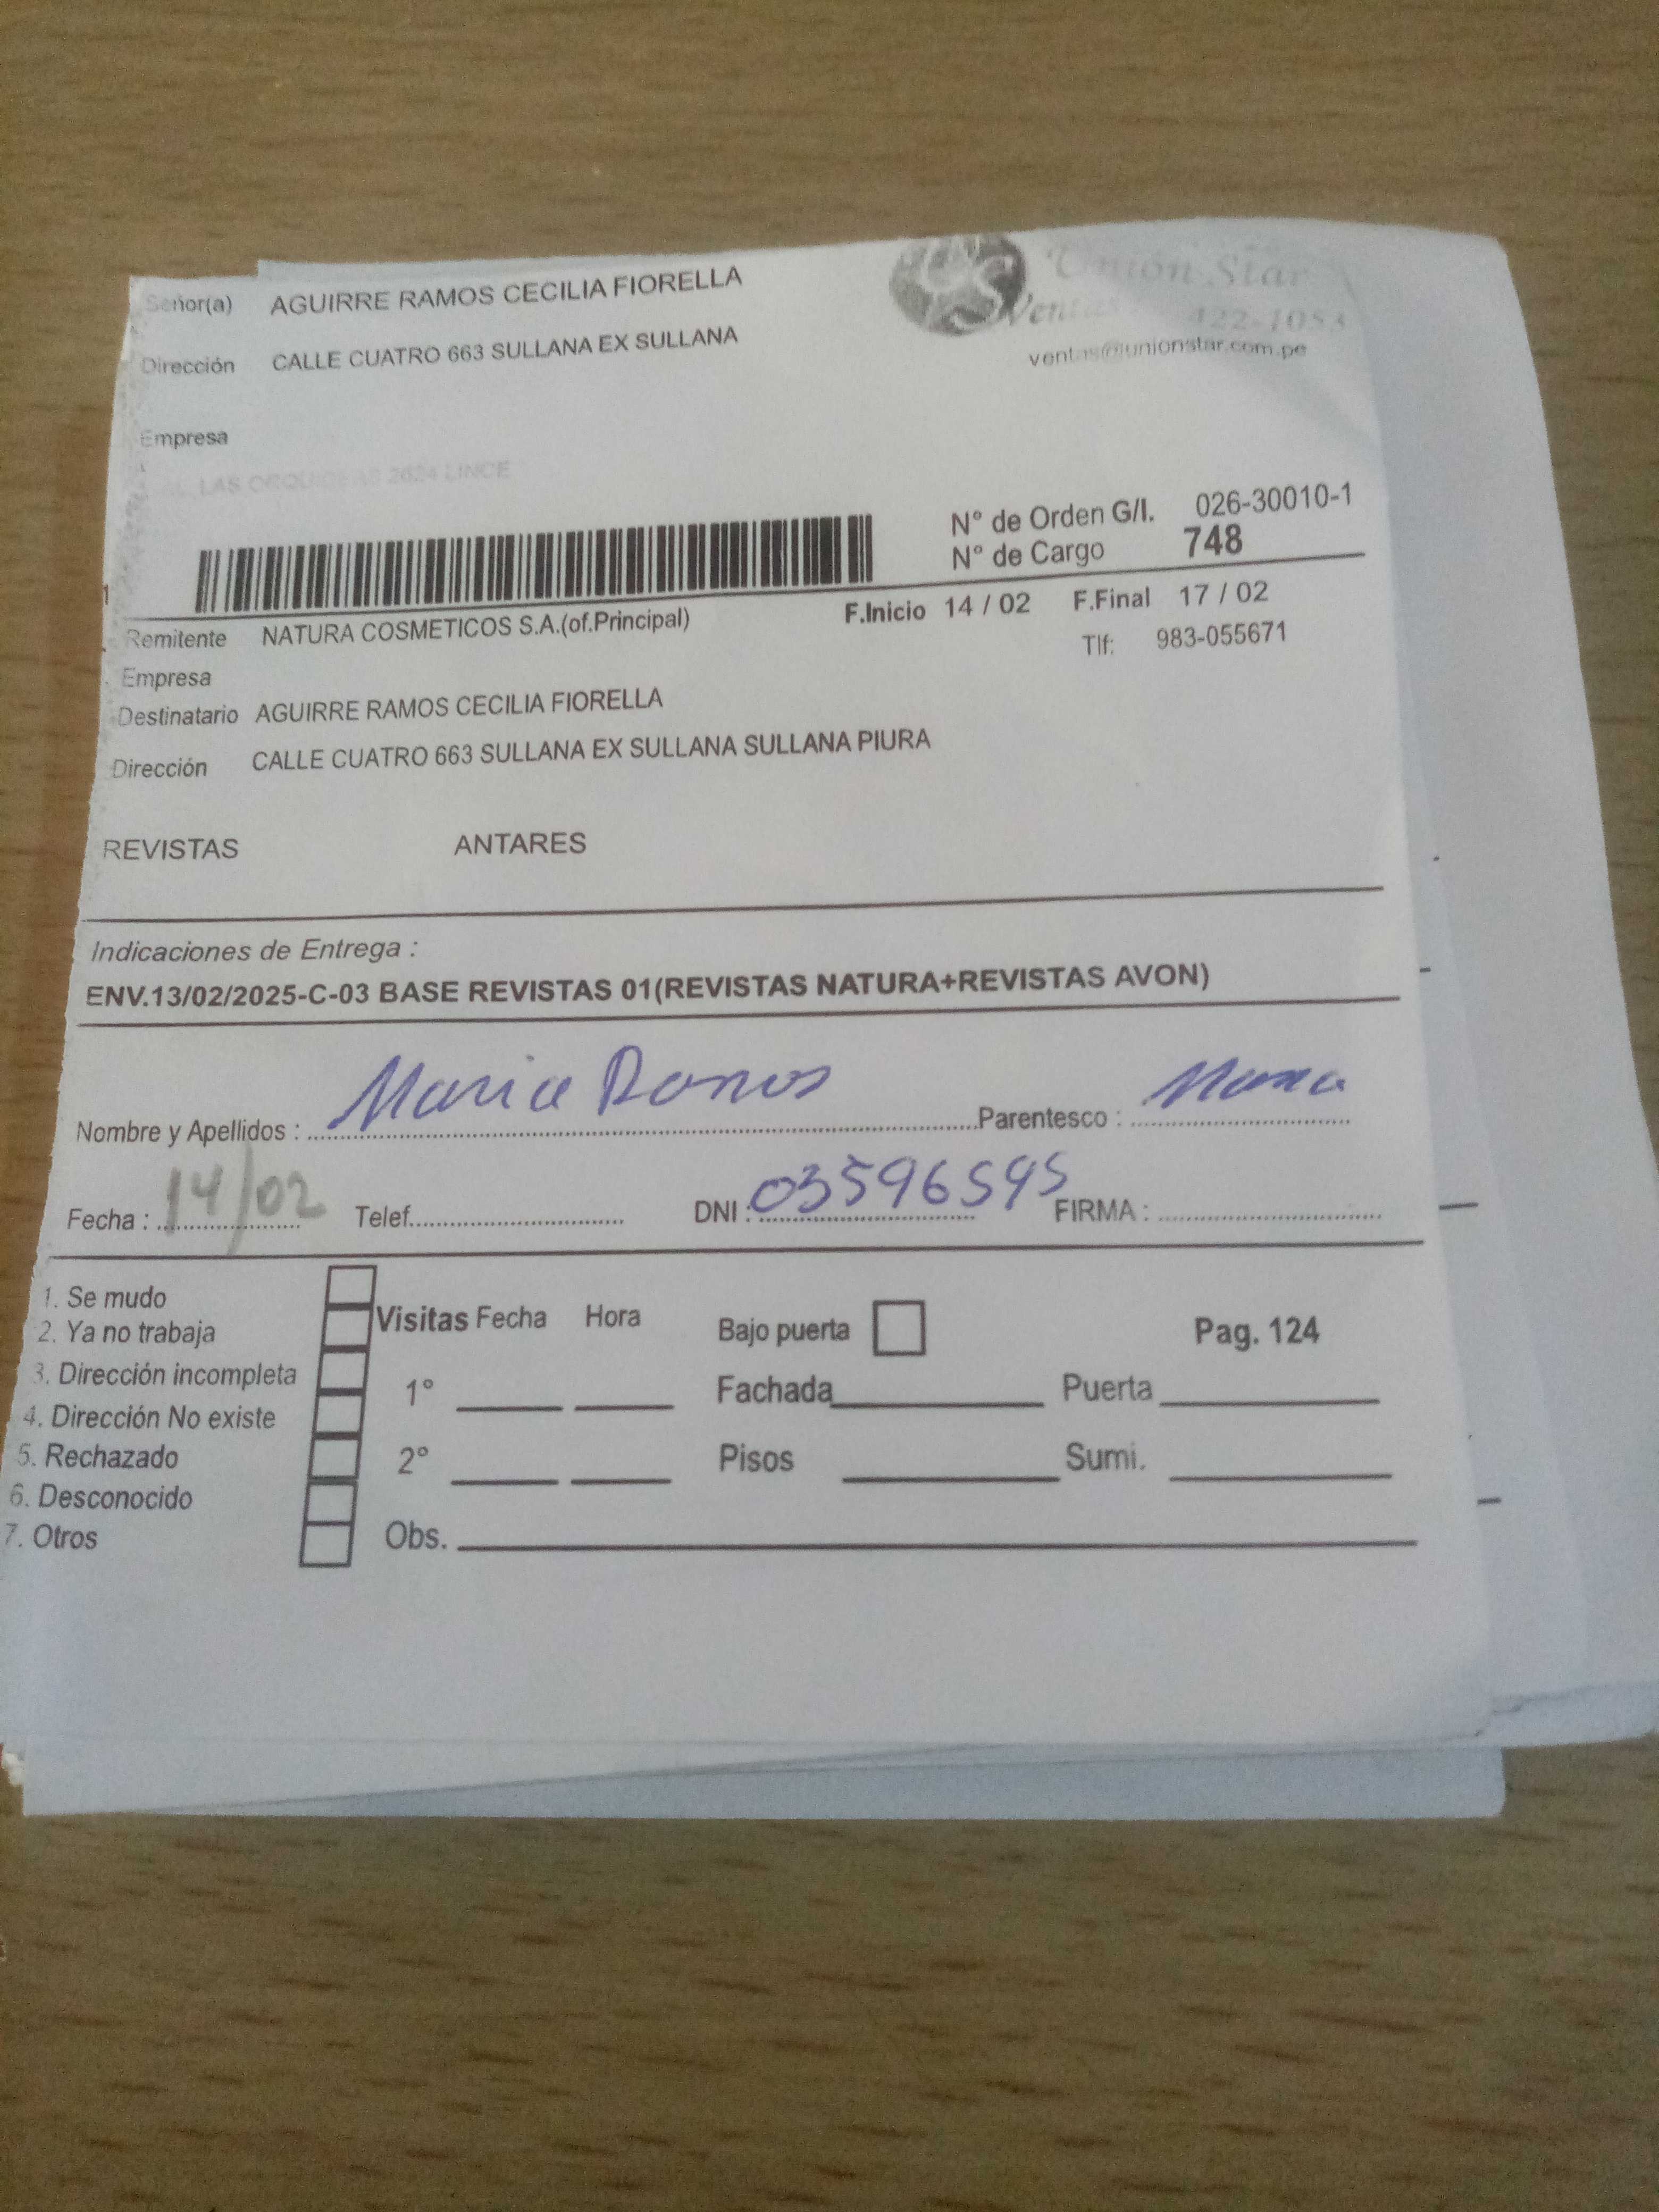 Señor(a) AGUIRRE RAMOS CECILIA FIORELLA
Unión Star
Ventas 422-1053
Dirección CALLE CUATRO 663 SULLANA EX SULLANA
ventas@unionstar.com.pe
Empresa
LAS ORQUIDEAS 2624 LINCE
N° de Orden G/I. 026-30010-1
N° de Cargo 748
F.Inicio 14 / 02 F.Final 17 / 02
Remitente NATURA COSMETICOS S.A.(of.Principal)
Tlf: 983-055671
Empresa
Destinatario AGUIRRE RAMOS CECILIA FIORELLA
Dirección CALLE CUATRO 663 SULLANA EX SULLANA SULLANA PIURA
REVISTAS ANTARES
Indicaciones de Entrega :
ENV.13/02/2025-C-03 BASE REVISTAS 01(REVISTAS NATURA+REVISTAS AVON)
Nombre y Apellidos : Maria Ramos Parentesco : Mama
Fecha : 14/02 Telef. DNI : 03596595 FIRMA :
1. Se mudo
2. Ya no trabaja
3. Dirección incompleta
4. Dirección No existe
5. Rechazado
6. Desconocido
7. Otros
Visitas Fecha Hora Bajo puerta Pag. 124
1° Fachada Puerta
2° Pisos Sumi.
Obs.